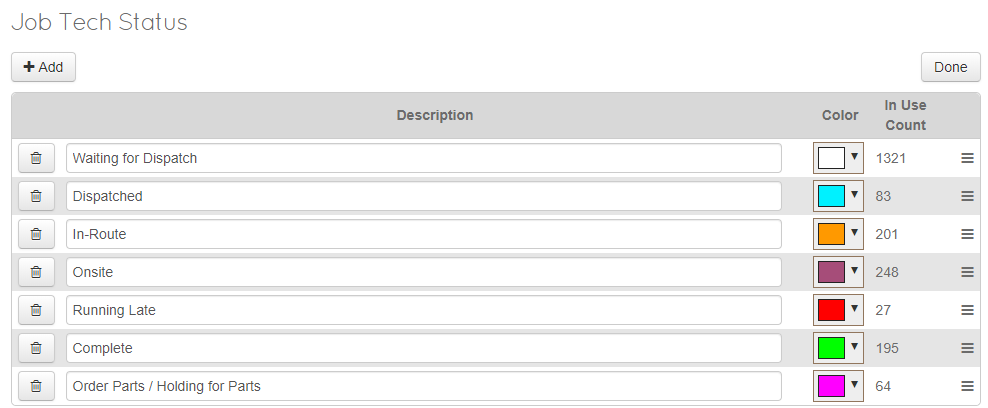 Job Tech Status
Add Done
Description Color In Use
Count
Waiting for Dispatch 1321
Dispatched 83
In-Route 201
Onsite 248
Running Late 27
Complete 195
Order Parts / Holding for Parts 64